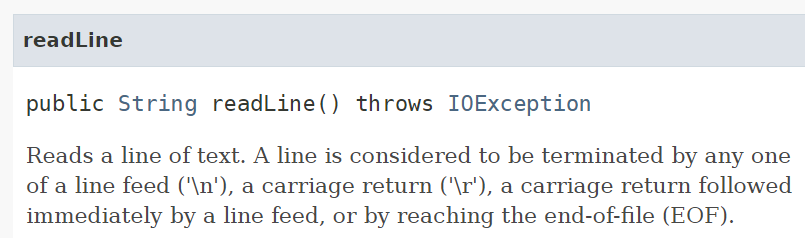 readLine
public String readLine() throws IOException
Reads a line of text. A line is considered to be terminated by any one
of a line feed ('\n'), a carriage return ('\r'), a carriage return followed
immediately by a line feed, or by reaching the end-of-file (EOF).